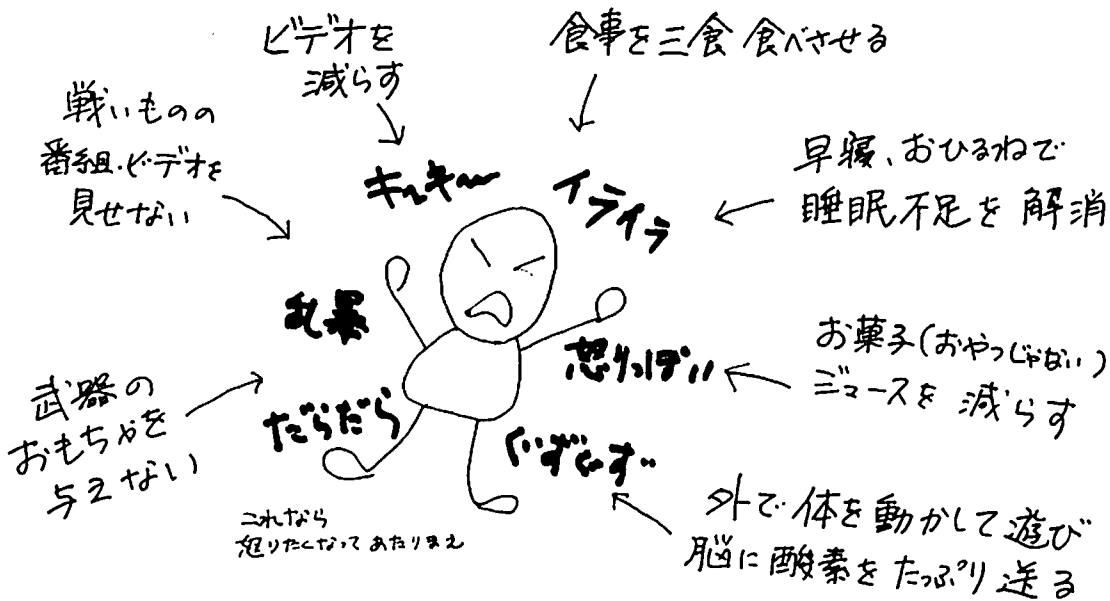 ビデオを
減らす
食事を三食 食べさせる
戦いものの
番組・ビデオを
見せない
早寝、おひるねで
睡眠不足を解消
キーキー
イライラ
乱暴
怒りっぽい
お菓子(おやつじゃない)
ジュースを減らす
武器の
おもちゃを
与えない
だらだら
ぐずぐず
外で体を動かして遊び
脳に酸素をたっぷり送る
これなら
怒りたくなってあたりまえ